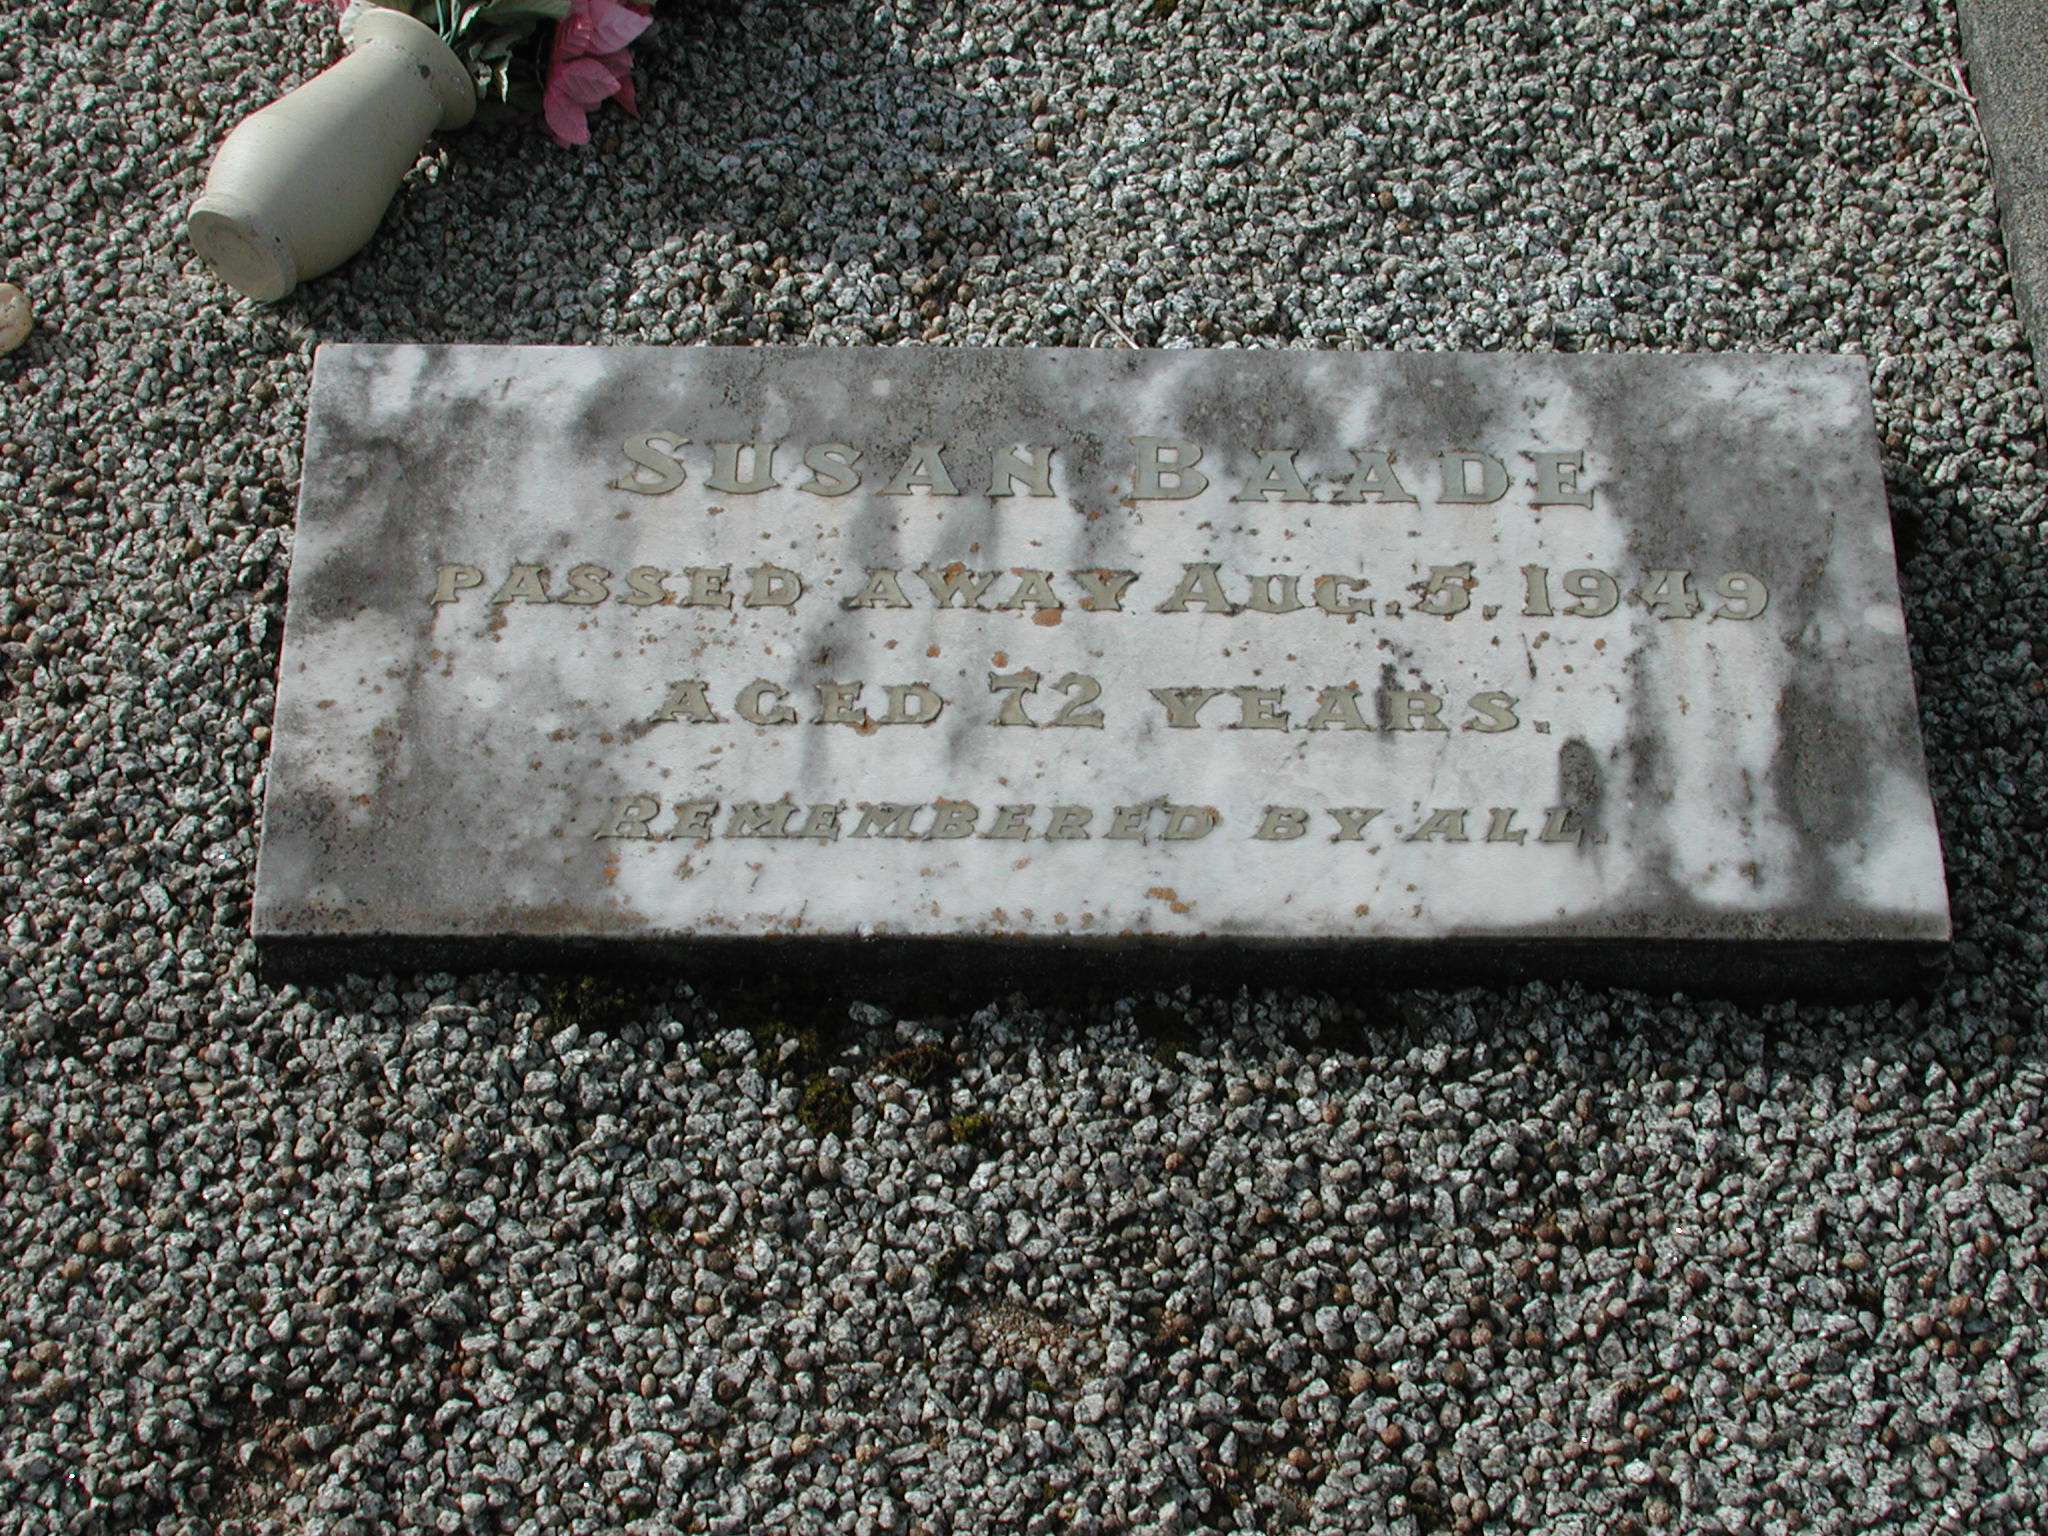 SUSAN BAADE
PASSED AWAY AUG. 5, 1949
AGED 72 YEARS.
REMEMBERED BY ALL.